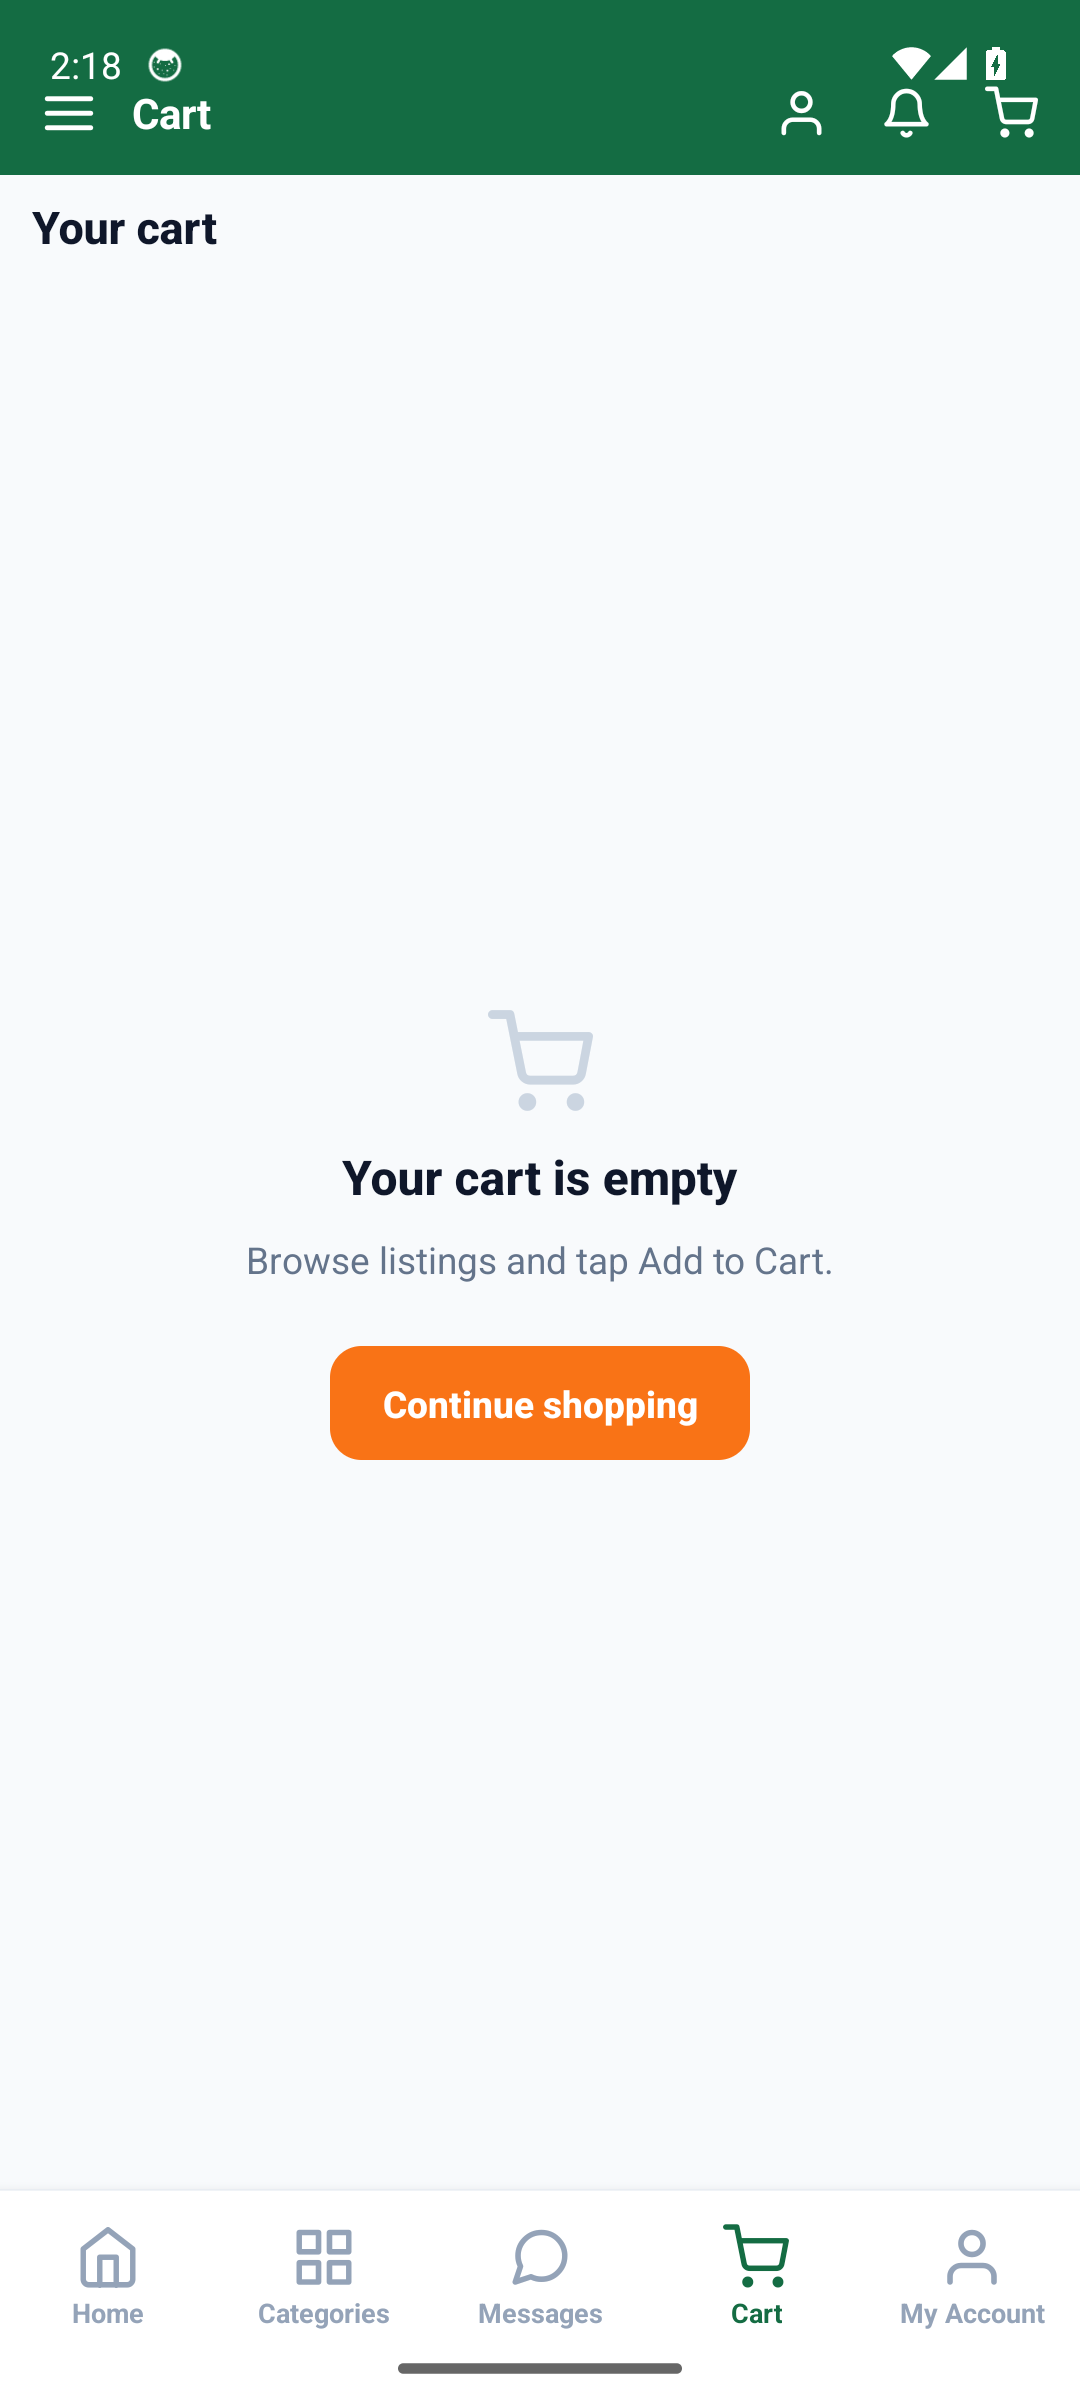 2:18
Cart
Your cart
Your cart is empty
Browse listings and tap Add to Cart.
Continue shopping
Home
Categories
Messages
Cart
My Account